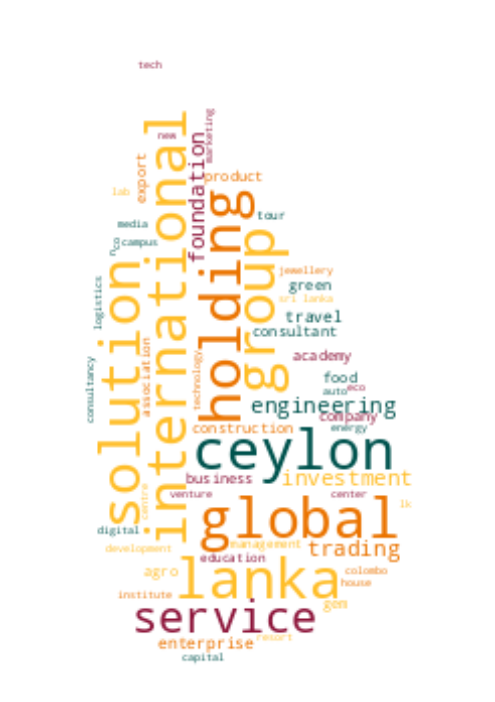 tech
international
marketing
new
foundation
export
product
lab
holding
tour
media
group
nco
campus
solution
jewellery
logistics
green
sri lanka
travel
consultant
association
technology
academy
consultancy
food
auto
eco
engineering
company
construction
energy
ceylon
business
investment
centre
venture
center
lk
global
digital
development
management
trading
education
lanka
agro
colombo
house
institute
gem
service
enterprise
resort
capital